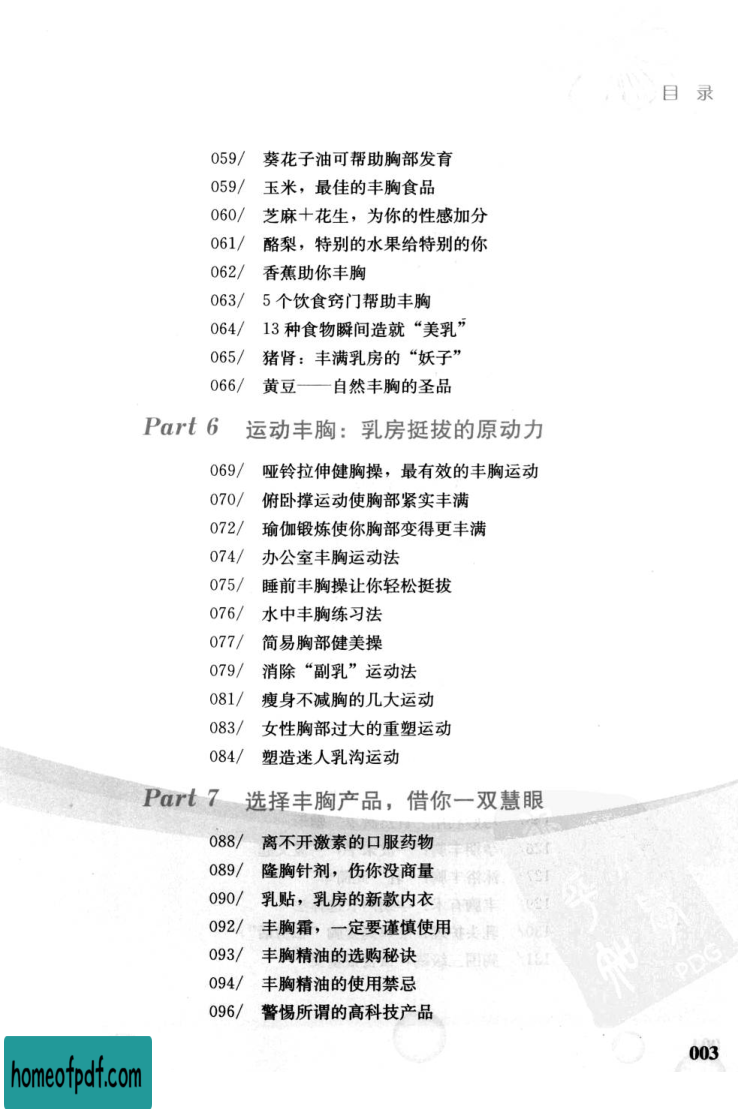 目 录
059/ 葵花子油可帮助胸部发育
059/ 玉米，最佳的丰胸食品
060/ 芝麻＋花生，为你的性感加分
061/ 酪梨，特别的水果给特别的你
062/ 香蕉助你丰胸
063/ 5个饮食窍门帮助丰胸
064/ 13种食物瞬间造就“美乳”
065/ 猪肾：丰满乳房的“妖子”
066/ 黄豆——自然丰胸的圣品
Part 6 运动丰胸：乳房挺拔的原动力
069/ 哑铃拉伸健胸操，最有效的丰胸运动
070/ 俯卧撑运动使胸部紧实丰满
072/ 瑜伽锻炼使你胸部变得更丰满
074/ 办公室丰胸运动法
075/ 睡前丰胸操让你轻松挺拔
076/ 水中丰胸练习法
077/ 简易胸部健美操
079/ 消除“副乳”运动法
081/ 瘦身不减胸的几大运动
083/ 女性胸部过大的重塑运动
084/ 塑造迷人乳沟运动
Part 7 选择丰胸产品，借你一双慧眼
088/ 离不开激素的口服药物
089/ 隆胸针剂，伤你没商量
090/ 乳贴，乳房的新款内衣
092/ 丰胸霜，一定要谨慎使用
093/ 丰胸精油的选购秘诀
094/ 丰胸精油的使用禁忌
096/ 警惕所谓的高科技产品
PDG
003
homeofpdf.com